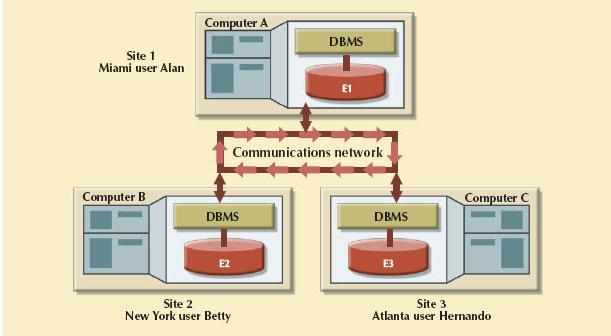 Computer A
DBMS
Site 1
Miami user Alan
E1
Communications network
Computer B
DBMS
E2
Site 2
New York user Betty
Computer C
DBMS
E3
Site 3
Atlanta user Hernando